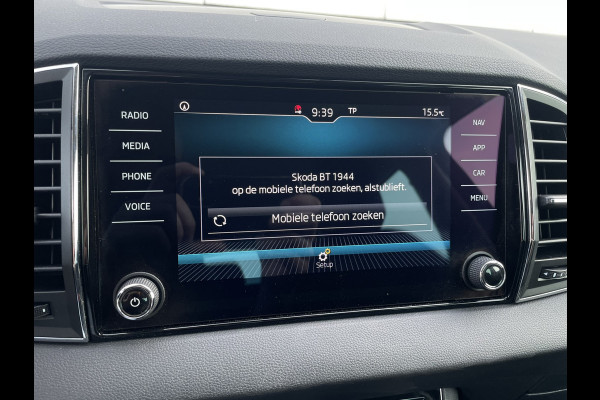 9:39 TP 15.5°C
RADIO
MEDIA
PHONE
VOICE
NAV
APP
CAR
MENU
Skoda BT 1944
op de mobiele telefoon zoeken, alstublieft.
Mobiele telefoon zoeken
Setup